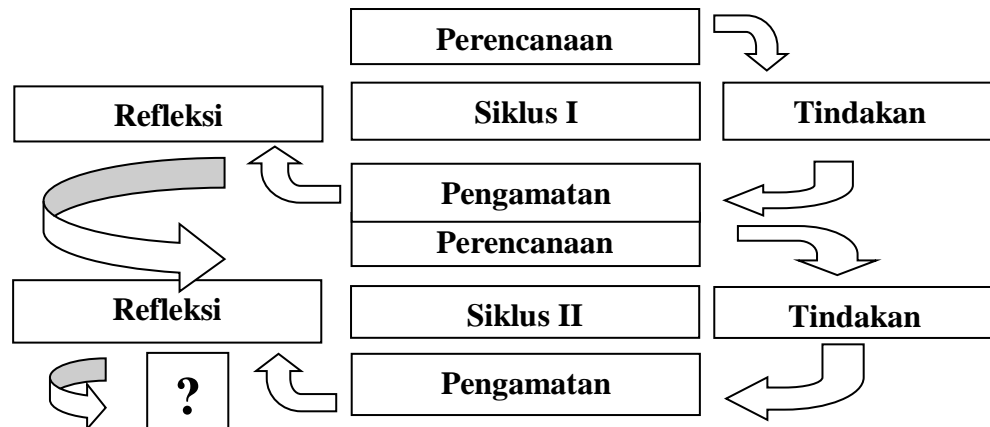 Perencanaan
Refleksi
Siklus I
Tindakan
Pengamatan
Perencanaan
Refleksi
Siklus II
Tindakan
Pengamatan
?